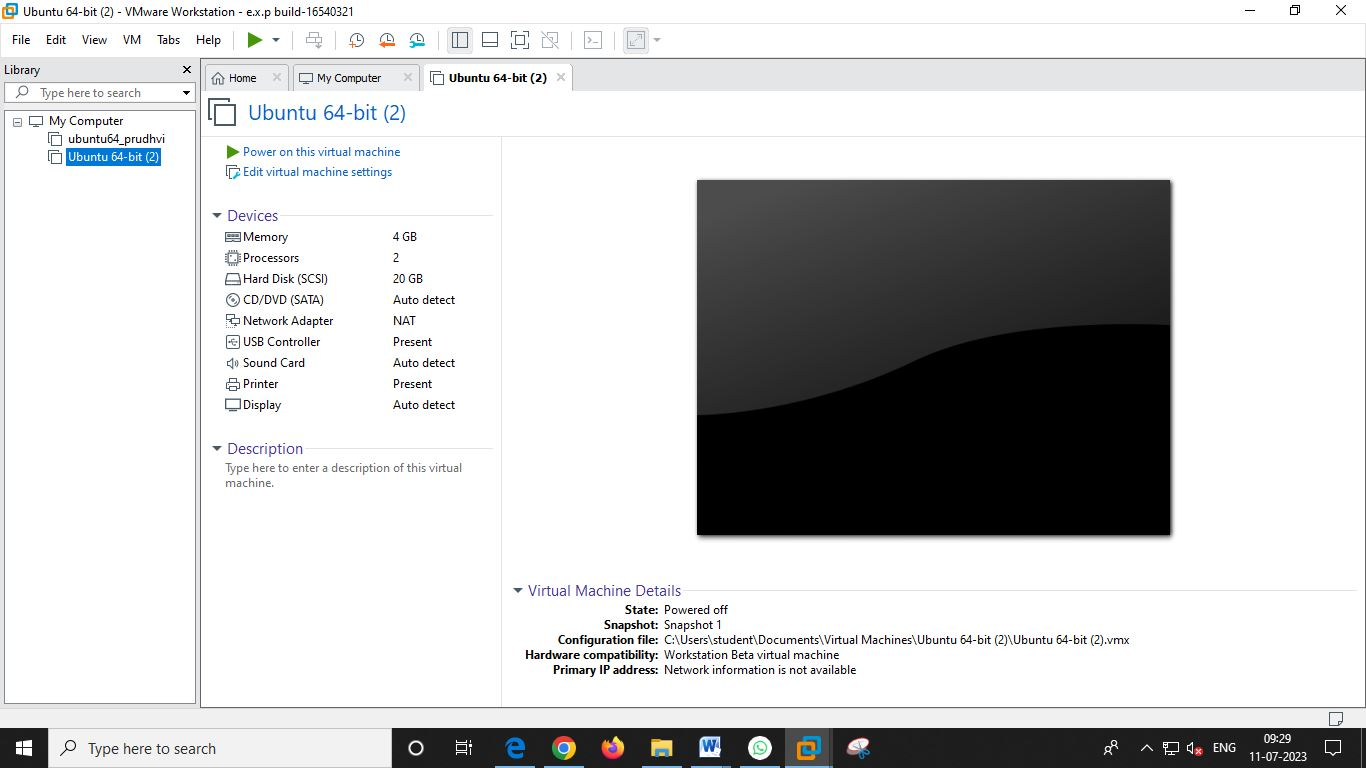 Ubuntu 64-bit (2) - VMware Workstation - e.x.p build-16540321
File Edit View VM Tabs Help
Library
Type here to search
My Computer
ubuntu64_prudhvi
Ubuntu 64-bit (2)
Home My Computer Ubuntu 64-bit (2)
Ubuntu 64-bit (2)
Power on this virtual machine
Edit virtual machine settings
Devices
Memory 4 GB
Processors 2
Hard Disk (SCSI) 20 GB
CD/DVD (SATA) Auto detect
Network Adapter NAT
USB Controller Present
Sound Card Auto detect
Printer Present
Display Auto detect
Description
Type here to enter a description of this virtual
machine.
Virtual Machine Details
State: Powered off
Snapshot: Snapshot 1
Configuration file: C:\Users\student\Documents\Virtual Machines\Ubuntu 64-bit (2)\Ubuntu 64-bit (2).vmx
Hardware compatibility: Workstation Beta virtual machine
Primary IP address: Network information is not available
Type here to search
ENG
09:29
11-07-2023